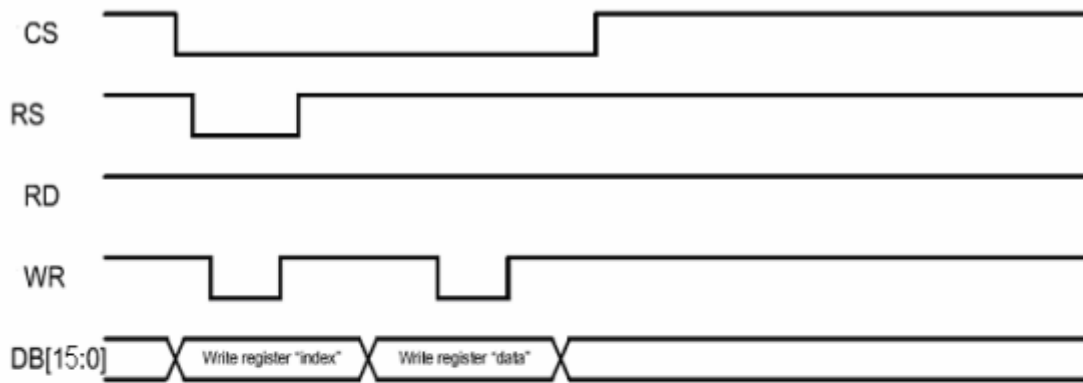 CS
RS
RD
WR
DB[15:0]
Write register "index"
Write register "data"